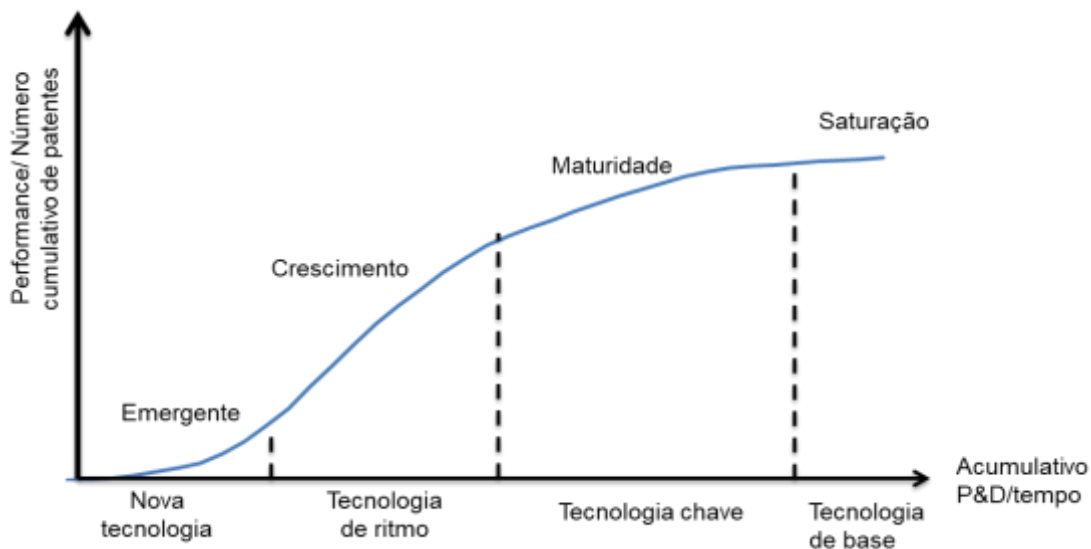 Performance/ Número
cumulativo de patentes
Saturação
Maturidade
Crescimento
Emergente
Acumulativo
P&D/tempo
Nova
tecnologia
Tecnologia
de ritmo
Tecnologia chave
Tecnologia
de base